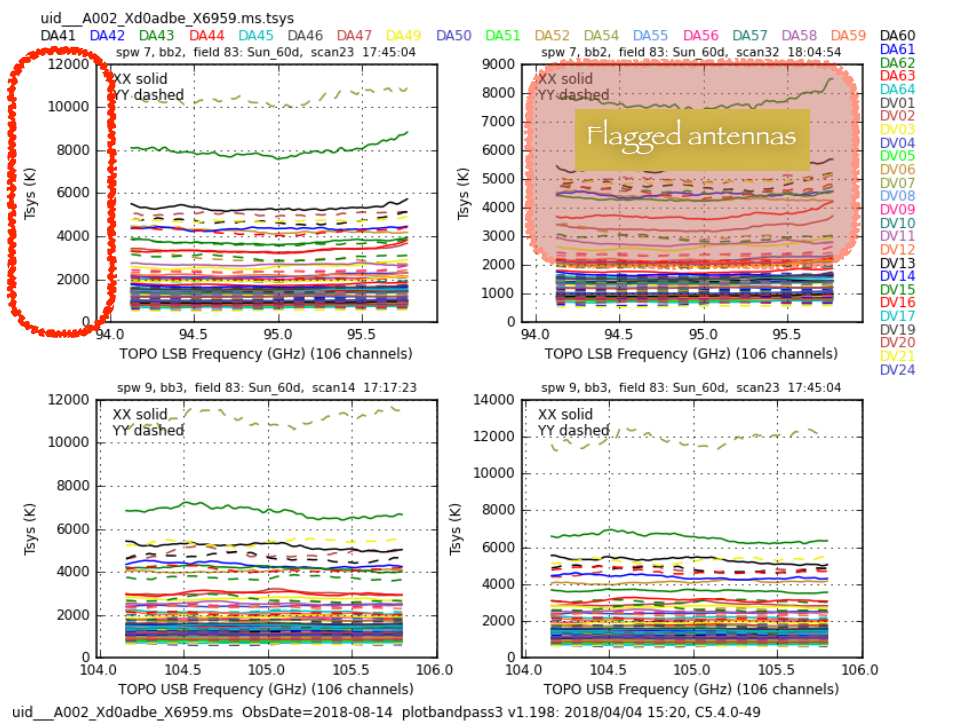 uid___A002_Xd0adbe_X6959.ms.tsys
DA41 DA42 DA43 DA44 DA45 DA46 DA47 DA49 DA50 DA51 DA52 DA54 DA55 DA56 DA57 DA58 DA59 DA60
DA61
DA62
DA63
DA64
DV01
DV02
DV03
DV04
DV05
DV06
DV07
DV08
DV09
DV10
DV11
DV12
DV13
DV14
DV15
DV16
DV17
DV19
DV20
DV21
DV24
spw 7, bb2, field 83: Sun_60d, scan23 17:45:04
XX solid
YY dashed
12000
10000
8000
6000
4000
2000
0
Tsys (K)
94.0 94.5 95.0 95.5
TOPO LSB Frequency (GHz) (106 channels)
spw 7, bb2, field 83: Sun_60d, scan32 18:04:54
XX solid
YY dashed
Flagged antennas
9000
8000
7000
6000
5000
4000
3000
2000
1000
0
Tsys (K)
94.0 94.5 95.0 95.5
TOPO LSB Frequency (GHz) (106 channels)
spw 9, bb3, field 83: Sun_60d, scan14 17:17:23
XX solid
YY dashed
12000
10000
8000
6000
4000
2000
0
Tsys (K)
104.0 104.5 105.0 105.5 106.0
TOPO USB Frequency (GHz) (106 channels)
spw 9, bb3, field 83: Sun_60d, scan23 17:45:04
XX solid
YY dashed
14000
12000
10000
8000
6000
4000
2000
0
Tsys (K)
104.0 104.5 105.0 105.5 106.0
TOPO USB Frequency (GHz) (106 channels)
uid___A002_Xd0adbe_X6959.ms ObsDate=2018-08-14 plotbandpass3 v1.198: 2018/04/04 15:20, C5.4.0-49